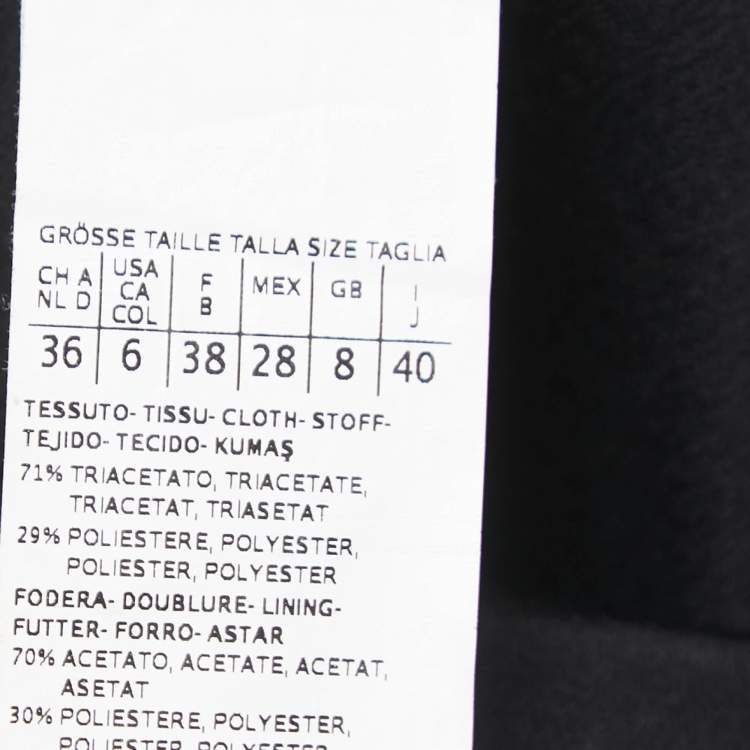 GRÖSSE TAILLE TALLA SIZE TAGLIA
CH A
NL D
USA
CA
COL
F
B
MEX
GB
I
J
36 6 38 28 8 40
TESSUTO- TISSU- CLOTH- STOFF-
TEJIDO- TECIDO- KUMAŞ
71% TRIACETATO, TRIACETATE,
TRIACETAT, TRIASETAT
29% POLIESTERE, POLYESTER,
POLIESTER, POLYESTER
FODERA- DOUBLURE- LINING-
FUTTER- FORRO- ASTAR
70% ACETATO, ACETATE, ACETAT,
ASETAT
30% POLIESTERE, POLYESTER,
POLIESTER, POLYESTER